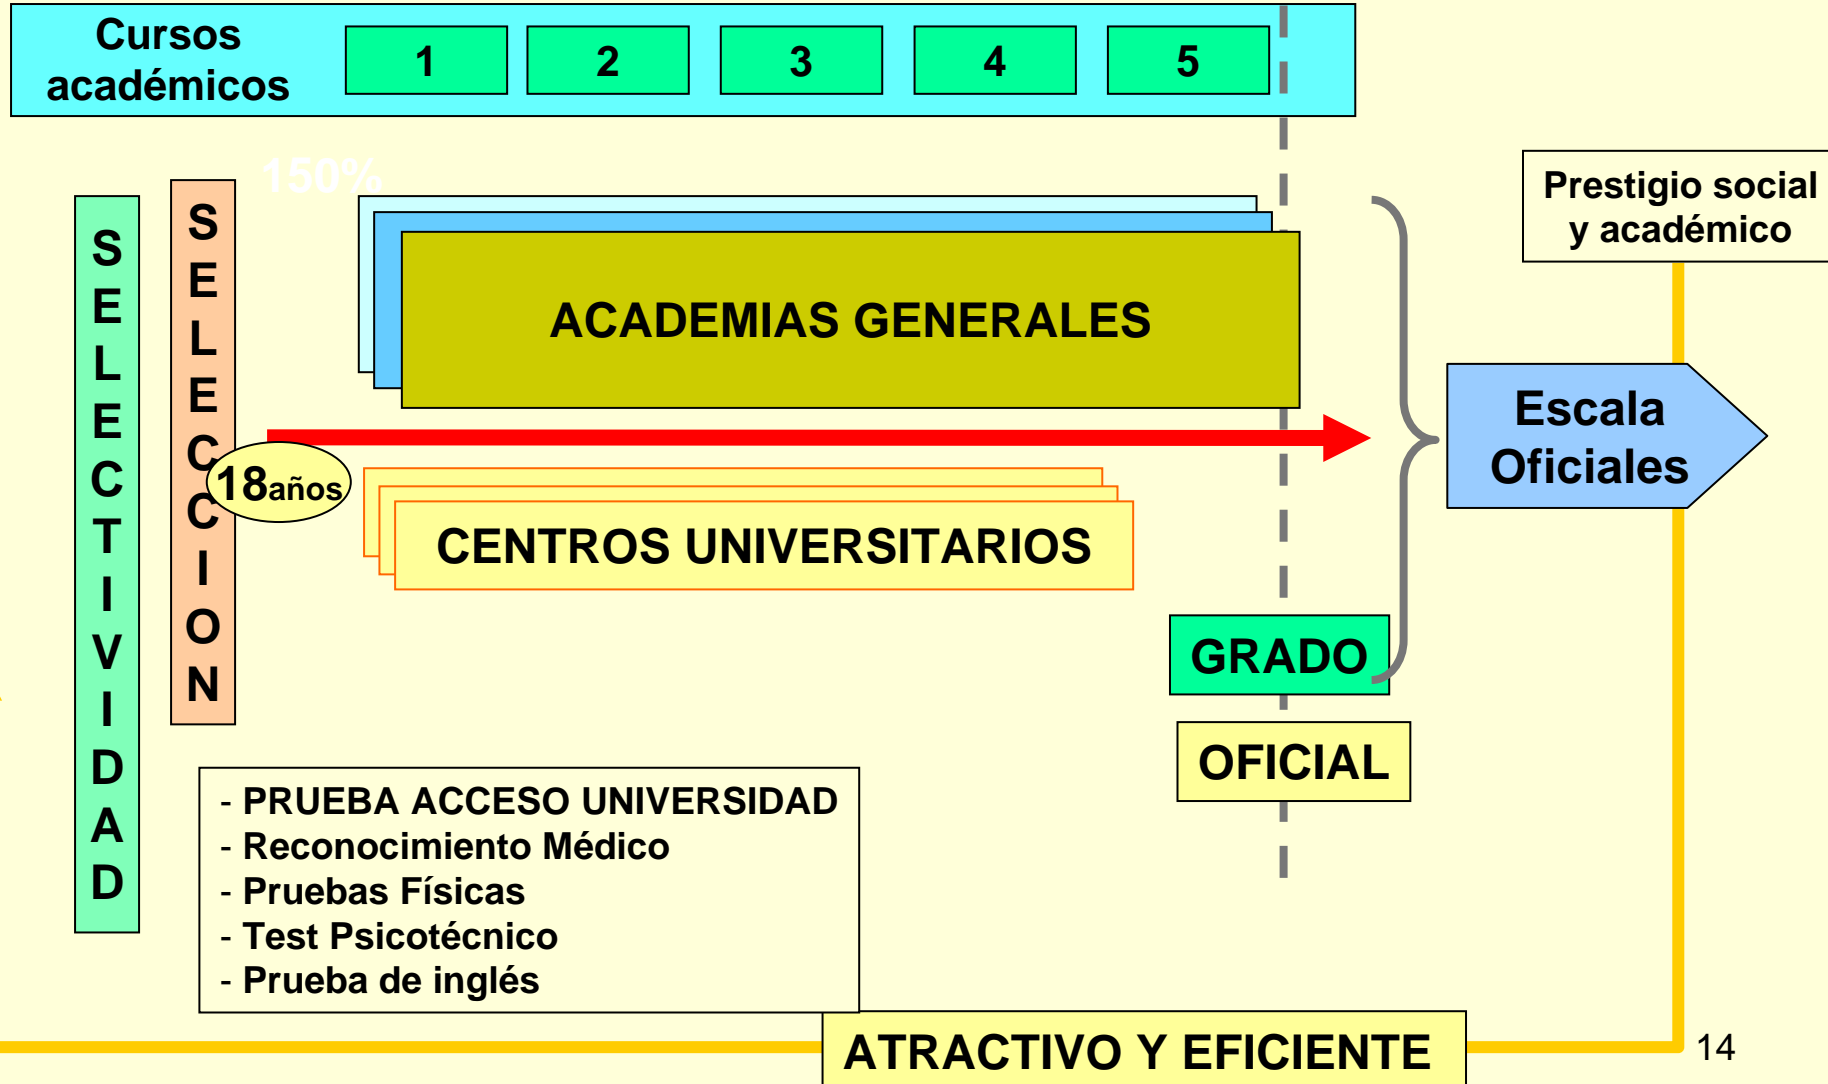 Cursos
académicos
1 2 3 4 5
150%
Prestigio social
y académico
SELECTIVIDAD
SELECCION
ACADEMIAS GENERALES
Escala
Oficiales
18años
CENTROS UNIVERSITARIOS
GRADO
OFICIAL
- PRUEBA ACCESO UNIVERSIDAD
- Reconocimiento Médico
- Pruebas Físicas
- Test Psicotécnico
- Prueba de inglés
ATRACTIVO Y EFICIENTE
14